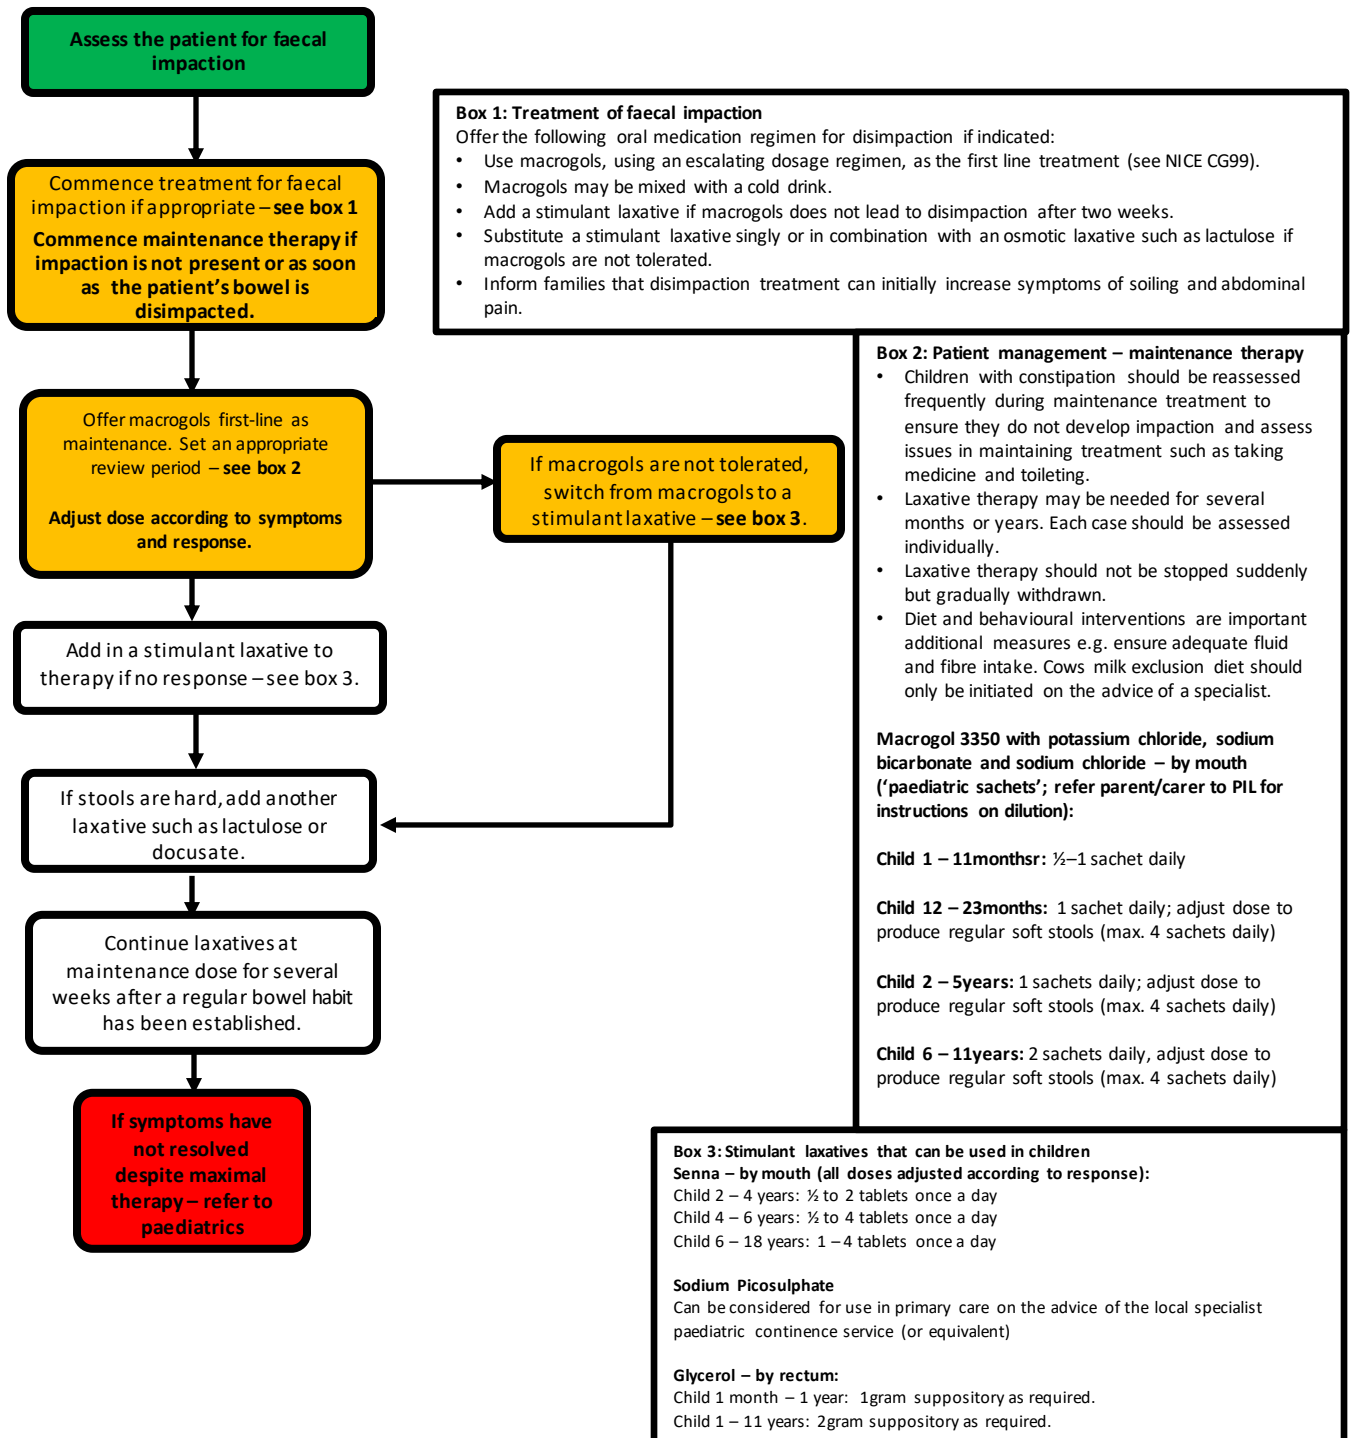 Assess the patient for faecal
impaction
Commence treatment for faecal
impaction if appropriate – see box 1
Commence maintenance therapy if
impaction is not present or as soon
as the patient's bowel is
disimpacted.
Offer macrogols first-line as
maintenance. Set an appropriate
review period – see box 2
Adjust dose according to symptoms
and response.
If macrogols are not tolerated,
switch from macrogols to a
stimulant laxative – see box 3.
Add in a stimulant laxative to
therapy if no response – see box 3.
If stools are hard, add another
laxative such as lactulose or
docusate.
Continue laxatives at
maintenance dose for several
weeks after a regular bowel habit
has been established.
If symptoms have
not resolved
despite maximal
therapy – refer to
paediatrics
Box 1: Treatment of faecal impaction
Offer the following oral medication regimen for disimpaction if indicated:
• Use macrogols, using an escalating dosage regimen, as the first line treatment (see NICE CG99).
• Macrogols may be mixed with a cold drink.
• Add a stimulant laxative if macrogols does not lead to disimpaction after two weeks.
• Substitute a stimulant laxative singly or in combination with an osmotic laxative such as lactulose if
macrogols are not tolerated.
• Inform families that disimpaction treatment can initially increase symptoms of soiling and abdominal
pain.
Box 2: Patient management – maintenance therapy
• Children with constipation should be reassessed
frequently during maintenance treatment to
ensure they do not develop impaction and assess
issues in maintaining treatment such as taking
medicine and toileting.
• Laxative therapy may be needed for several
months or years. Each case should be assessed
individually.
• Laxative therapy should not be stopped suddenly
but gradually withdrawn.
• Diet and behavioural interventions are important
additional measures e.g. ensure adequate fluid
and fibre intake. Cows milk exclusion diet should
only be initiated on the advice of a specialist.
Macrogol 3350 with potassium chloride, sodium
bicarbonate and sodium chloride – by mouth
('paediatric sachets'; refer parent/carer to PIL for
instructions on dilution):
Child 1 – 11monthsr: ½–1 sachet daily
Child 12 – 23months: 1 sachet daily; adjust dose to
produce regular soft stools (max. 4 sachets daily)
Child 2 – 5years: 1 sachets daily; adjust dose to
produce regular soft stools (max. 4 sachets daily)
Child 6 – 11years: 2 sachets daily, adjust dose to
produce regular soft stools (max. 4 sachets daily)
Box 3: Stimulant laxatives that can be used in children
Senna – by mouth (all doses adjusted according to response):
Child 2 – 4 years: ½ to 2 tablets once a day
Child 4 – 6 years: ½ to 4 tablets once a day
Child 6 – 18 years: 1 – 4 tablets once a day
Sodium Picosulphate
Can be considered for use in primary care on the advice of the local specialist
paediatric continence service (or equivalent)
Glycerol – by rectum:
Child 1 month – 1 year: 1gram suppository as required.
Child 1 – 11 years: 2gram suppository as required.